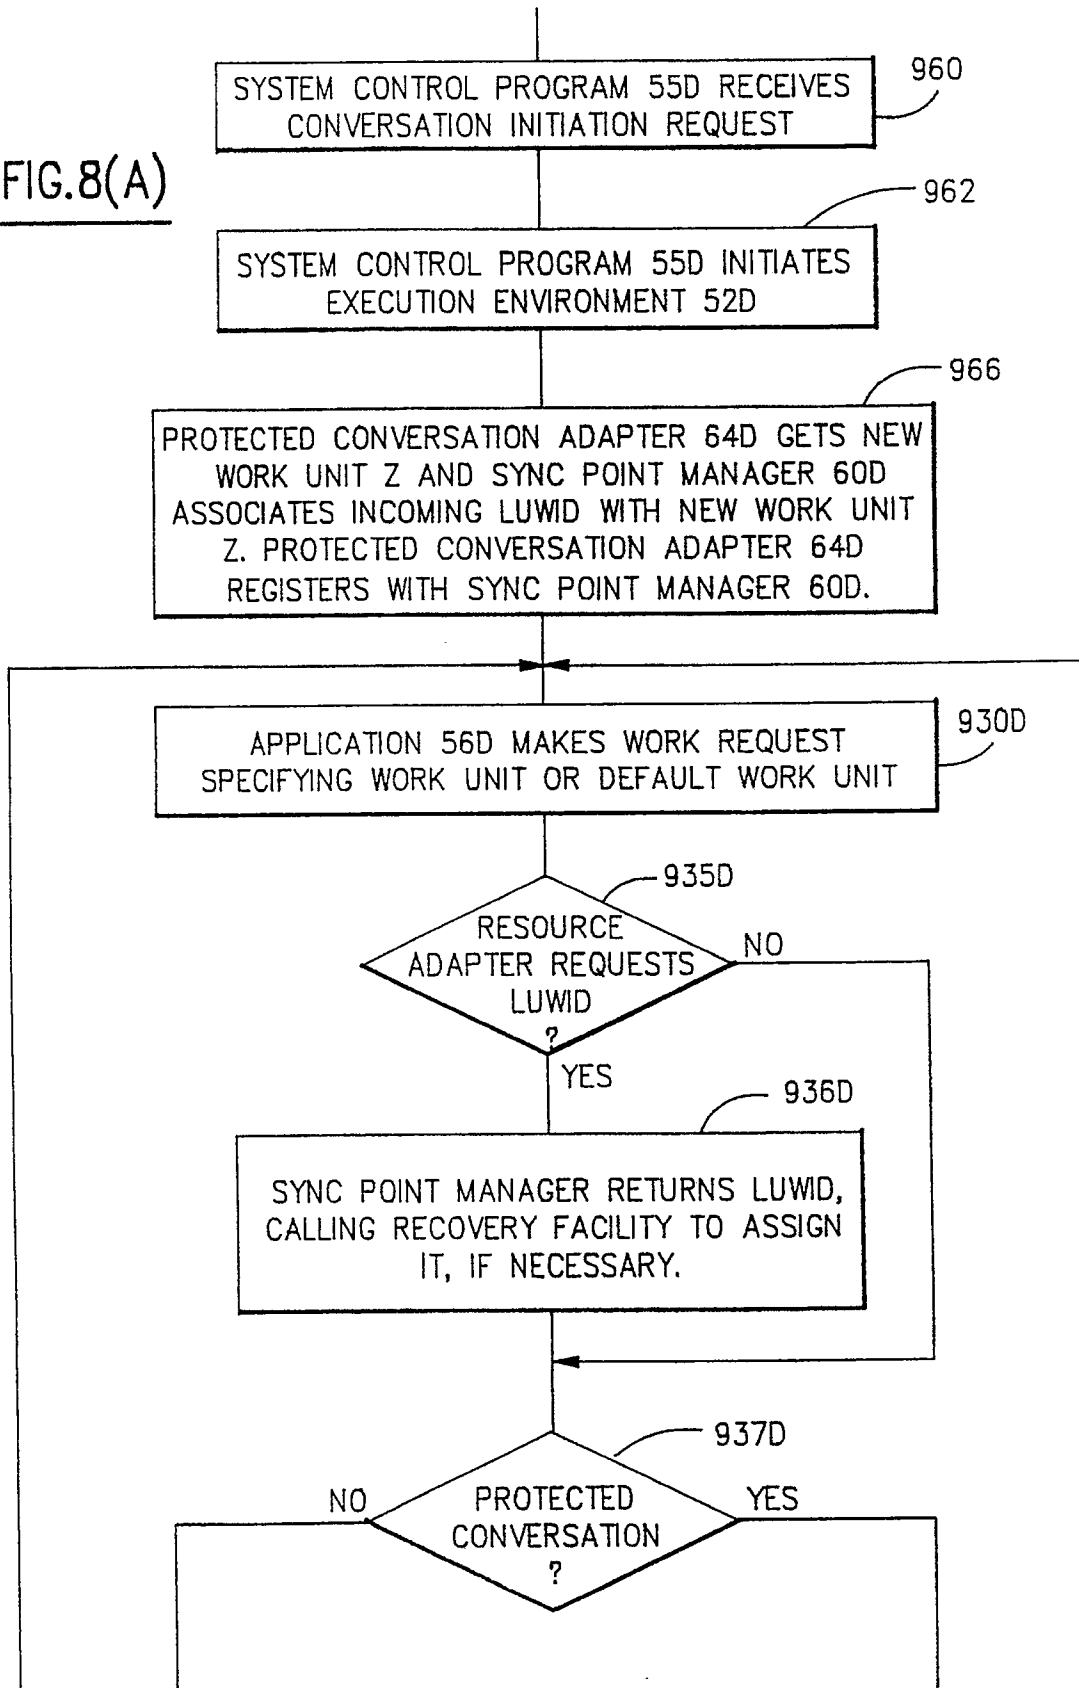 SYSTEM CONTROL PROGRAM 55D RECEIVES
CONVERSATION INITIATION REQUEST
960
FIG.8(A)
962
SYSTEM CONTROL PROGRAM 55D INITIATES
EXECUTION ENVIRONMENT 52D
966
PROTECTED CONVERSATION ADAPTER 64D GETS NEW
WORK UNIT Z AND SYNC POINT MANAGER 60D
ASSOCIATES INCOMING LUWID WITH NEW WORK UNIT
Z. PROTECTED CONVERSATION ADAPTER 64D
REGISTERS WITH SYNC POINT MANAGER 60D.
930D
APPLICATION 56D MAKES WORK REQUEST
SPECIFYING WORK UNIT OR DEFAULT WORK UNIT
935D
RESOURCE
ADAPTER REQUESTS
LUWID
?
NO
YES
936D
SYNC POINT MANAGER RETURNS LUWID,
CALLING RECOVERY FACILITY TO ASSIGN
IT, IF NECESSARY.
937D
NO
PROTECTED
CONVERSATION
?
YES